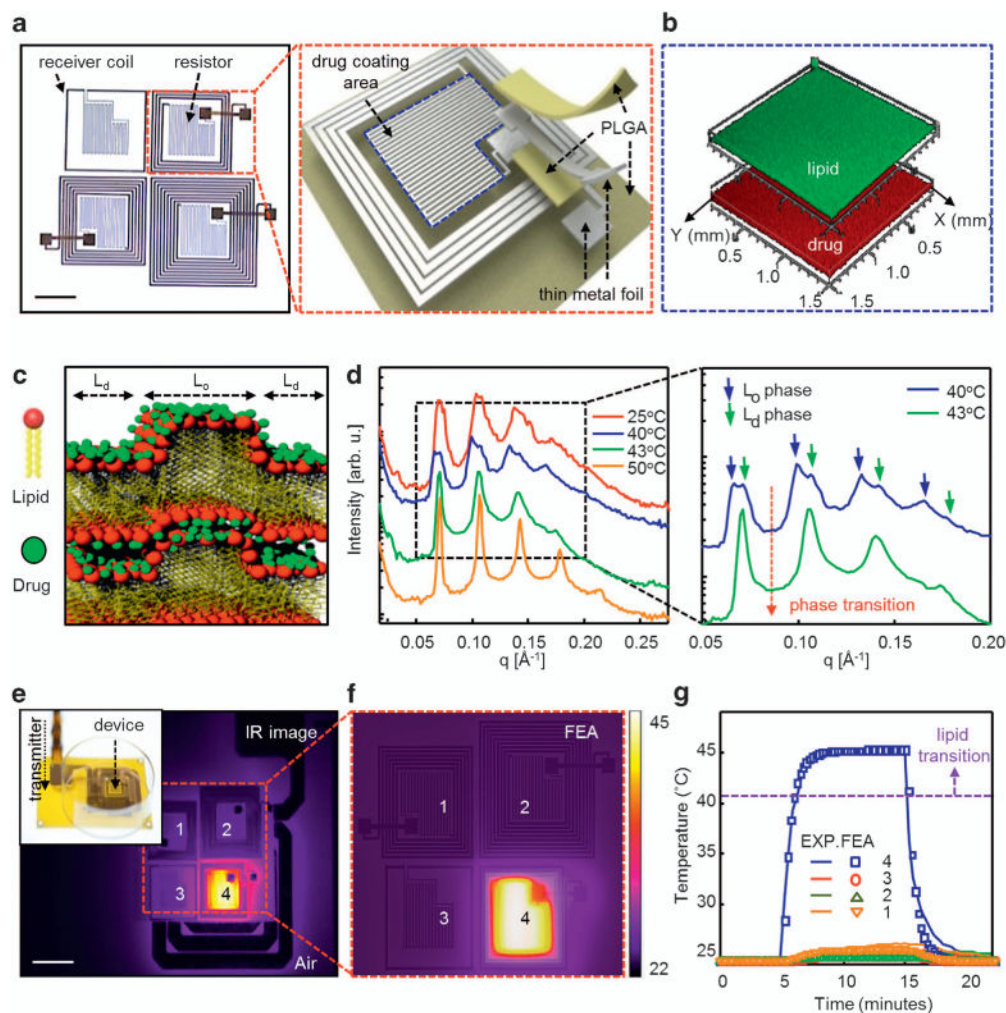 a
receiver coil
resistor
drug coating
area
PLGA
thin metal foil
b
lipid
drug
Y (mm)
X (mm)
0.5
0.5
1.0
1.0
1.5
1.5
c
Ld
Lo
Ld
Lipid
Drug
d
Intensity [arb. u.]
25°C
40°C
43°C
50°C
0.05 0.10 0.15 0.20 0.25
q [Å-1]
Lo phase
Ld phase
40°C
43°C
phase transition
0.05 0.10 0.15 0.20
q [Å-1]
e
transmitter
device
IR image
1
2
3
4
Air
f
FEA
1
2
3
4
45
22
g
Temperature (°C)
45
40
35
30
25
lipid
transition
EXP. FEA
4
3
2
1
0 5 10 15 20
Time (minutes)